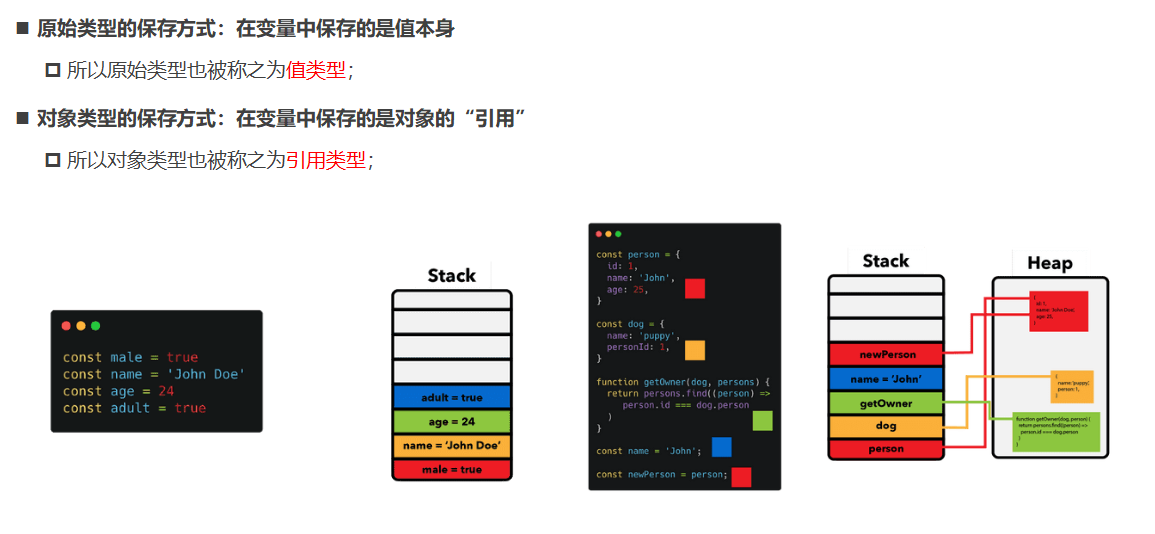 ■ 原始类型的保存方式：在变量中保存的是值本身
所以原始类型也被称之为值类型；
■ 对象类型的保存方式：在变量中保存的是对象的“引用”
所以对象类型也被称之为引用类型；
const male = true
const name = 'John Doe'
const age = 24
const adult = true
Stack
adult = true
age = 24
name = ‘John Doe’
male = true
const person = {
id: 1,
name: 'John',
age: 25,
}
const dog = {
name: 'puppy',
personId: 1,
}
function getOwner(dog, persons) {
return persons.find((person) =>
person.id === dog.person
)
}
const name = 'John';
const newPerson = person;
Stack
newPerson
name = ‘John’
getOwner
dog
person
Heap
{
id: 1,
name: 'John Doe',
age: 25,
}
{
name: 'puppy',
person: 1,
}
function getOwner(dog, person) {
return persons.find((person) =>
person.id === dog.person
)
}